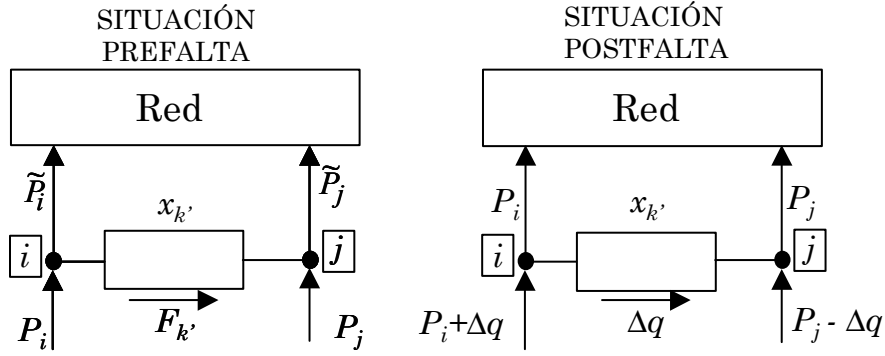 SITUACIÓN
PREFALTA
Red
P̃i P̃j
xk’
i j
Fk’
Pi Pj
SITUACIÓN
POSTFALTA
Red
Pi Pj
xk’
i j
Δq
Pi+Δq Pj - Δq